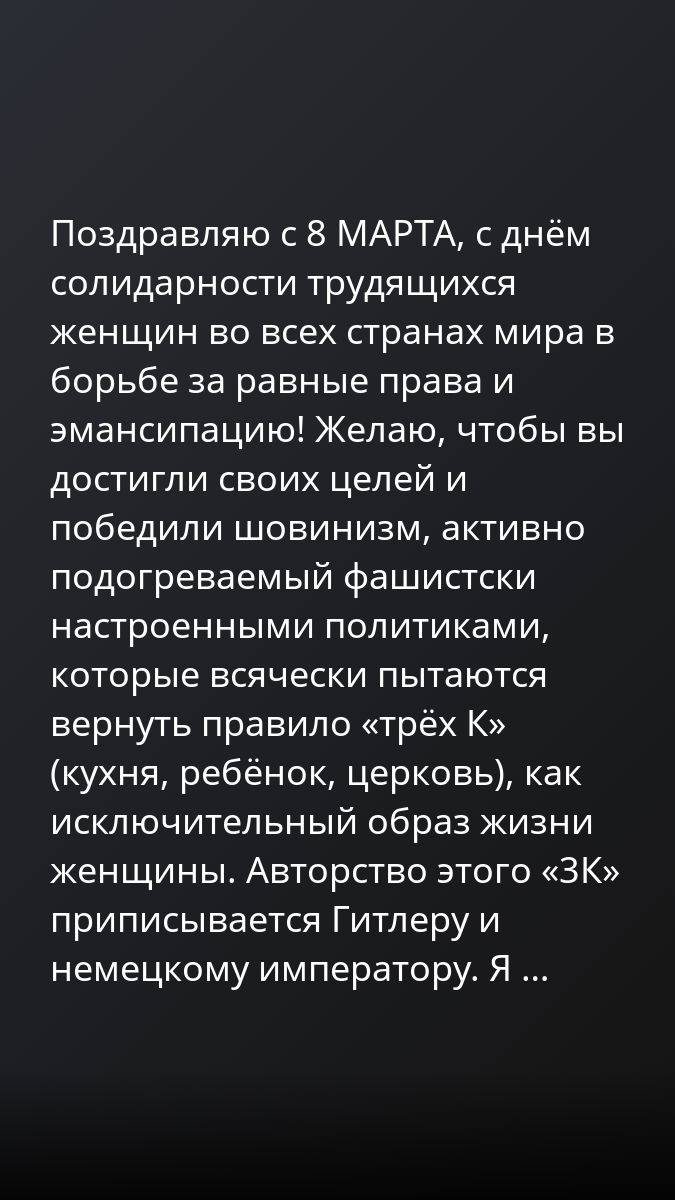 Поздравляю с 8 МАРТА, с днём
солидарности трудящихся
женщин во всех странах мира в
борьбе за равные права и
эмансипацию! Желаю, чтобы вы
достигли своих целей и
победили шовинизм, активно
подогреваемый фашистски
настроенными политиками,
которые всячески пытаются
вернуть правило «трёх К»
(кухня, ребёнок, церковь), как
исключительный образ жизни
женщины. Авторство этого «3К»
приписывается Гитлеру и
немецкому императору. Я ...